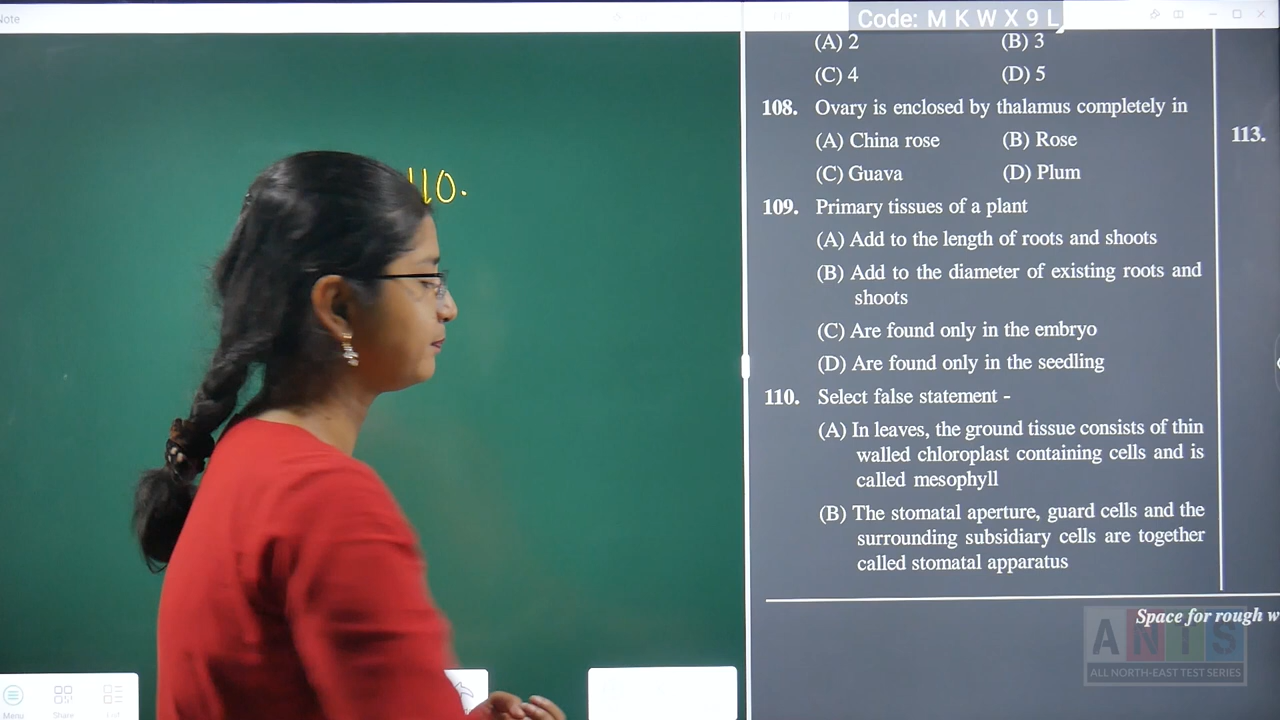 Note
Code: M K W X 9 L
110.
(A) 2 (B) 3
(C) 4 (D) 5
108. Ovary is enclosed by thalamus completely in
(A) China rose (B) Rose
(C) Guava (D) Plum
109. Primary tissues of a plant
(A) Add to the length of roots and shoots
(B) Add to the diameter of existing roots and
shoots
(C) Are found only in the embryo
(D) Are found only in the seedling
110. Select false statement -
(A) In leaves, the ground tissue consists of thin
walled chloroplast containing cells and is
called mesophyll
(B) The stomatal aperture, guard cells and the
surrounding subsidiary cells are together
called stomatal apparatus
113.
Space for rough w
ANTS
ALL NORTH-EAST TEST SERIES
Menu Share